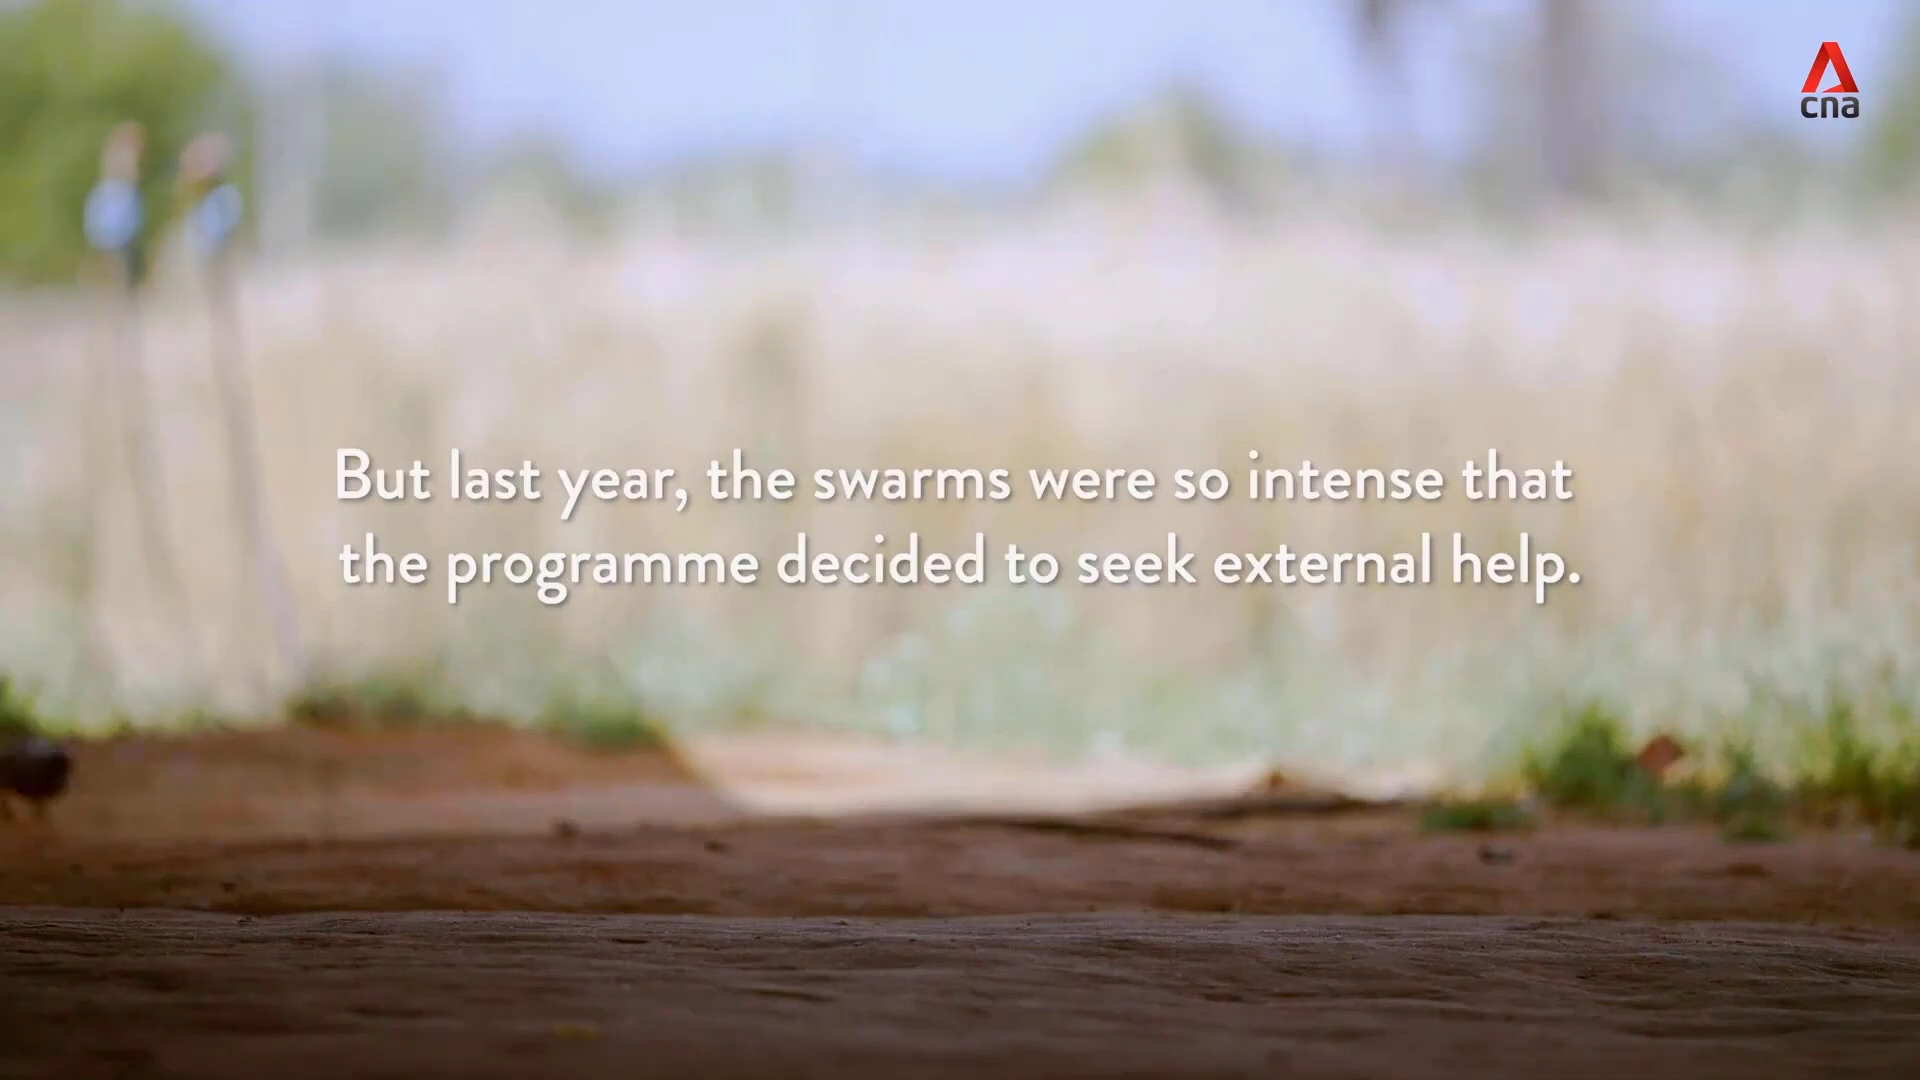 cna
But last year, the swarms were so intense that
the programme decided to seek external help.